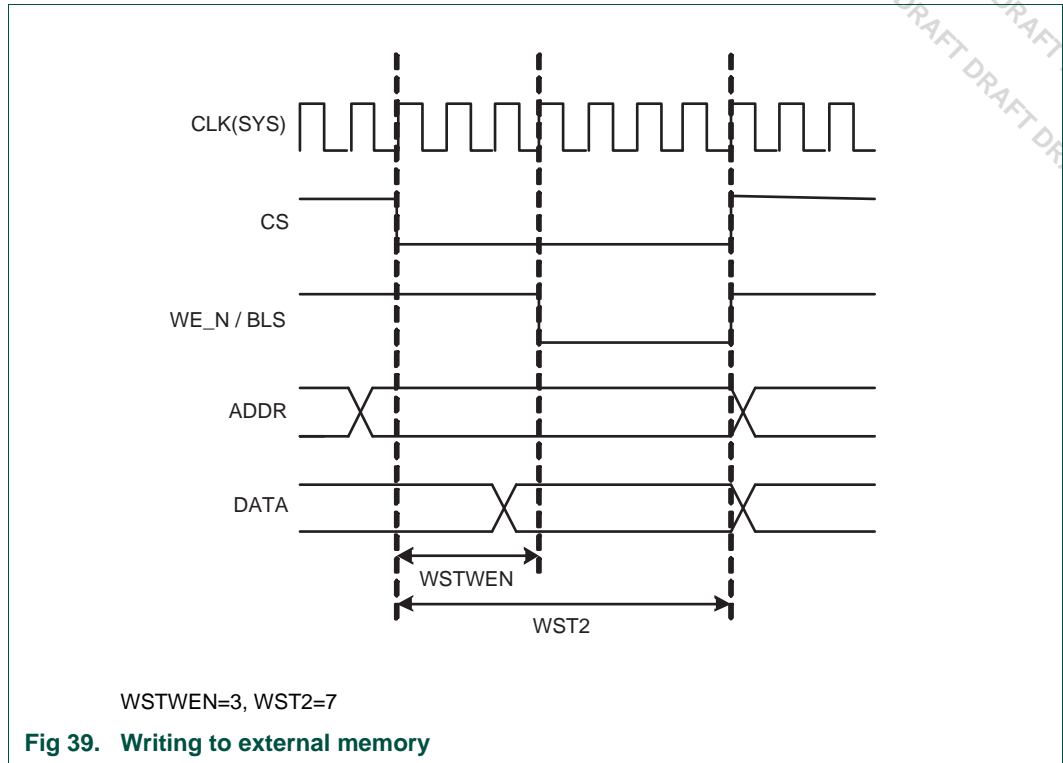 DRAFT DRAFT DR
DRAFT
CLK(SYS)
CS
WE_N / BLS
ADDR
DATA
WSTWEN
WST2
WSTWEN=3, WST2=7
Fig 39. Writing to external memory